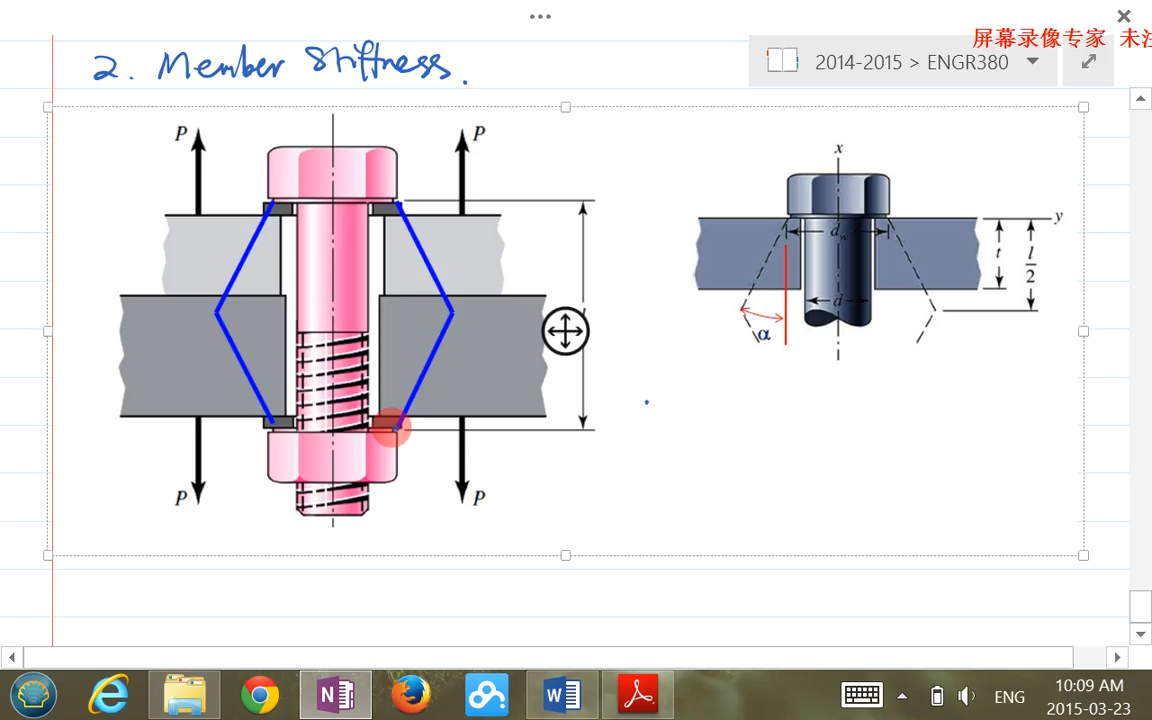 屏幕录像专家 未注
2. Member Stiffness.
2014-2015 > ENGR380
P
P
x
y
d_w
t
l/2
d
α
P
P
ENG
10:09 AM
2015-03-23